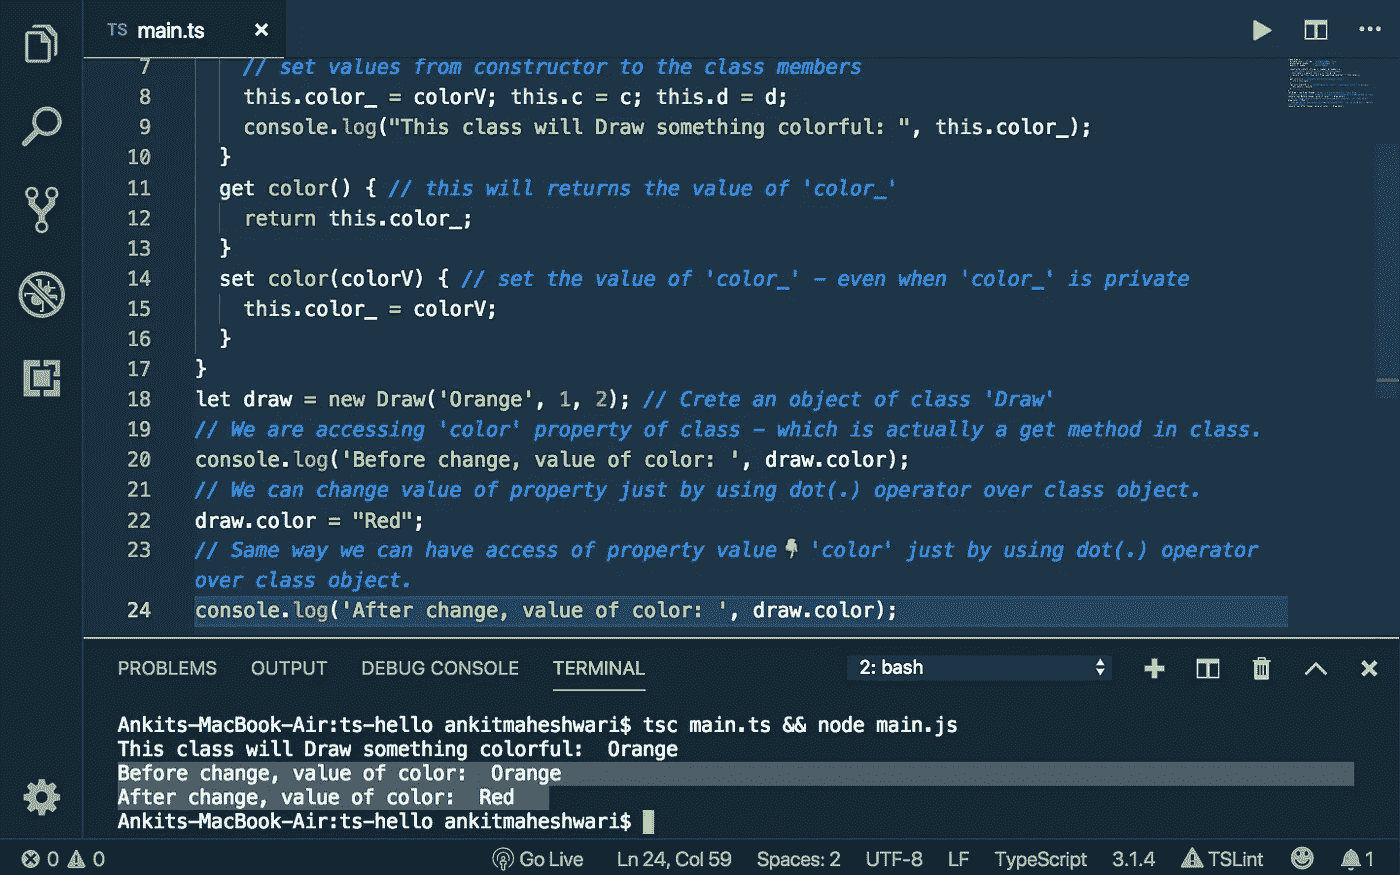 TS main.ts ×
7 // set values from constructor to the class members
8 this.color_ = colorV; this.c = c; this.d = d;
9 console.log("This class will Draw something colorful: ", this.color_);
10 }
11 get color() { // this will returns the value of 'color_'
12 return this.color_;
13 }
14 set color(colorV) { // set the value of 'color_' – even when 'color_' is private
15 this.color_ = colorV;
16 }
17 }
18 let draw = new Draw('Orange', 1, 2); // Crete an object of class 'Draw'
19 // We are accessing 'color' property of class – which is actually a get method in class.
20 console.log('Before change, value of color: ', draw.color);
21 // We can change value of property just by using dot(.) operator over class object.
22 draw.color = "Red";
23 // Same way we can have access of property value👇 'color' just by using dot(.) operator
over class object.
24 console.log('After change, value of color: ', draw.color);
PROBLEMS OUTPUT DEBUG CONSOLE TERMINAL 2: bash
Ankits-MacBook-Air:ts-hello ankitmaheshwari$ tsc main.ts && node main.js
This class will Draw something colorful:  Orange
Before change, value of color:  Orange
After change, value of color:  Red
Ankits-MacBook-Air:ts-hello ankitmaheshwari$
0 0 Go Live Ln 24, Col 59 Spaces: 2 UTF-8 LF TypeScript 3.1.4 TSLint 1